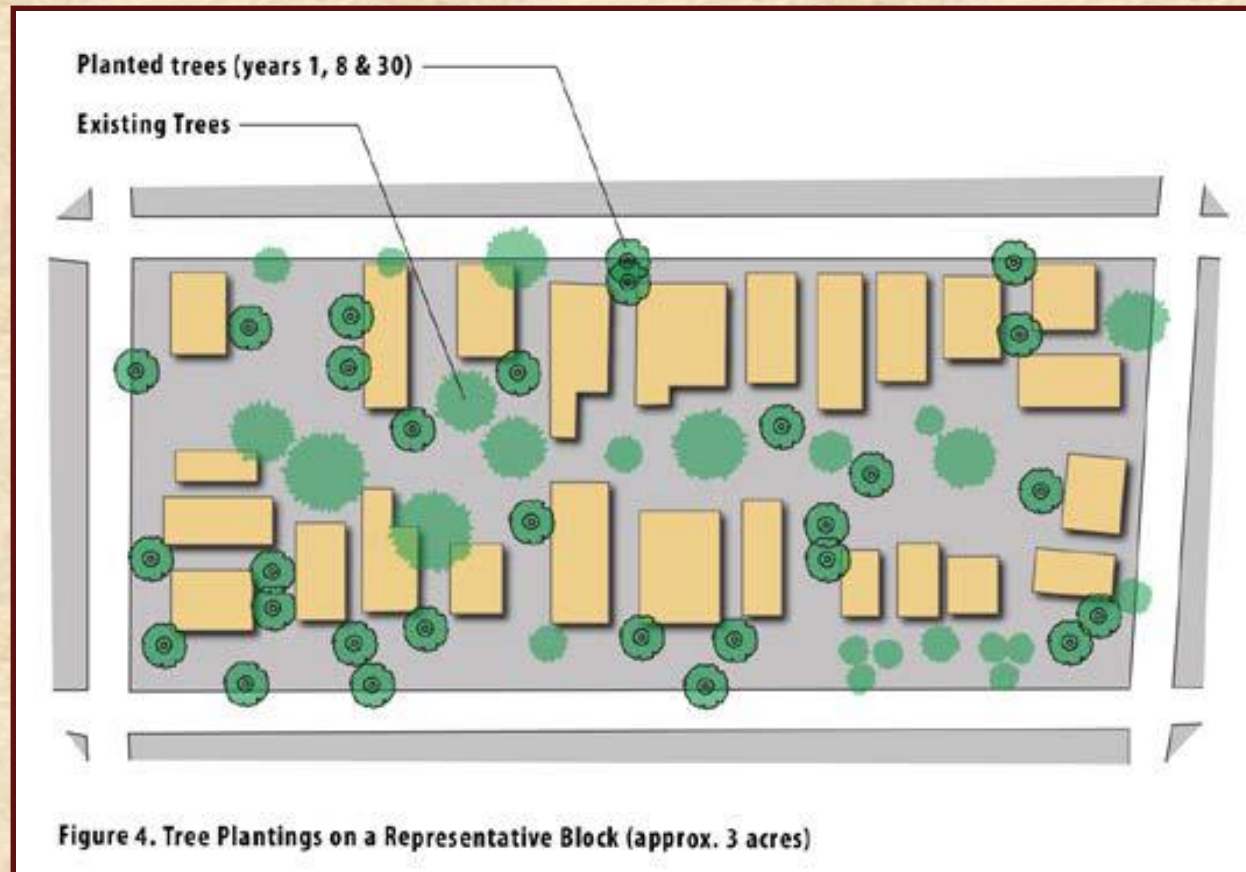 Planted trees (years 1, 8 & 30)
Existing Trees
Figure 4. Tree Plantings on a Representative Block (approx. 3 acres)